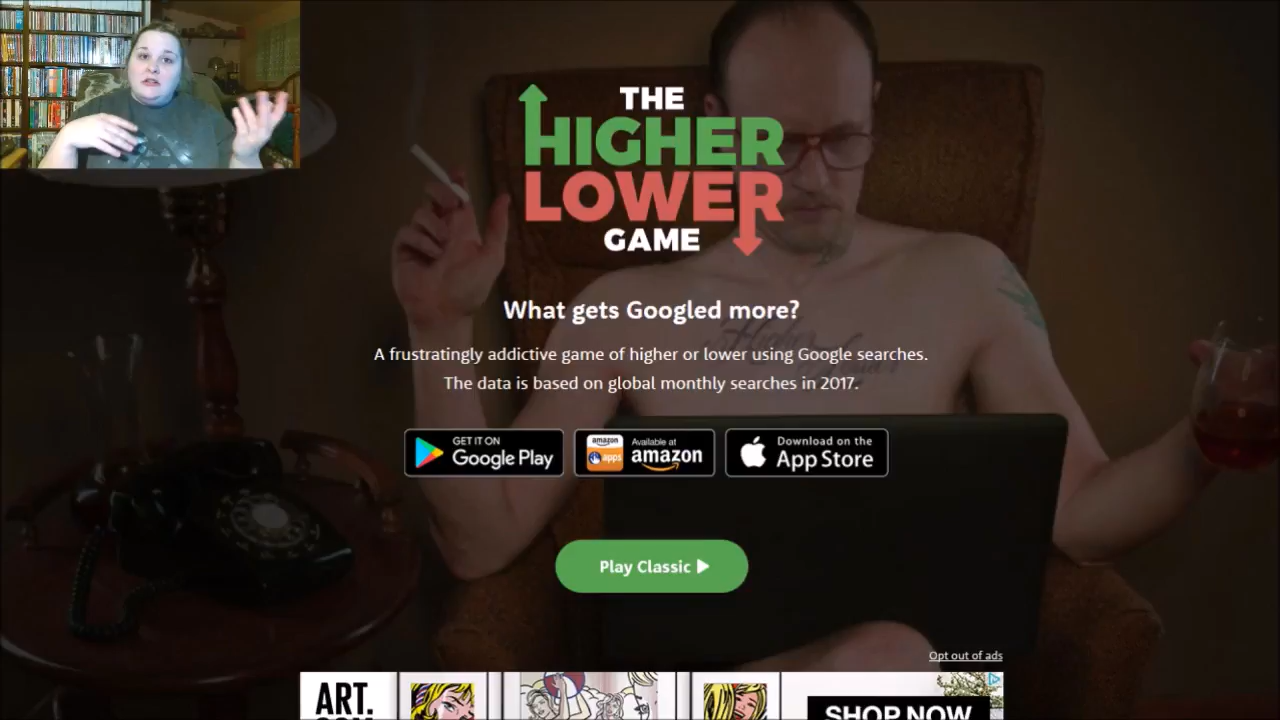 THE
HIGHER
LOWER
GAME
What gets Googled more?
A frustratingly addictive game of higher or lower using Google searches.
The data is based on global monthly searches in 2017.
GET IT ON
Google Play
amazon
apps
Available at
amazon
Download on the
App Store
Play Classic
Opt out of ads
ART.
SHOP NOW